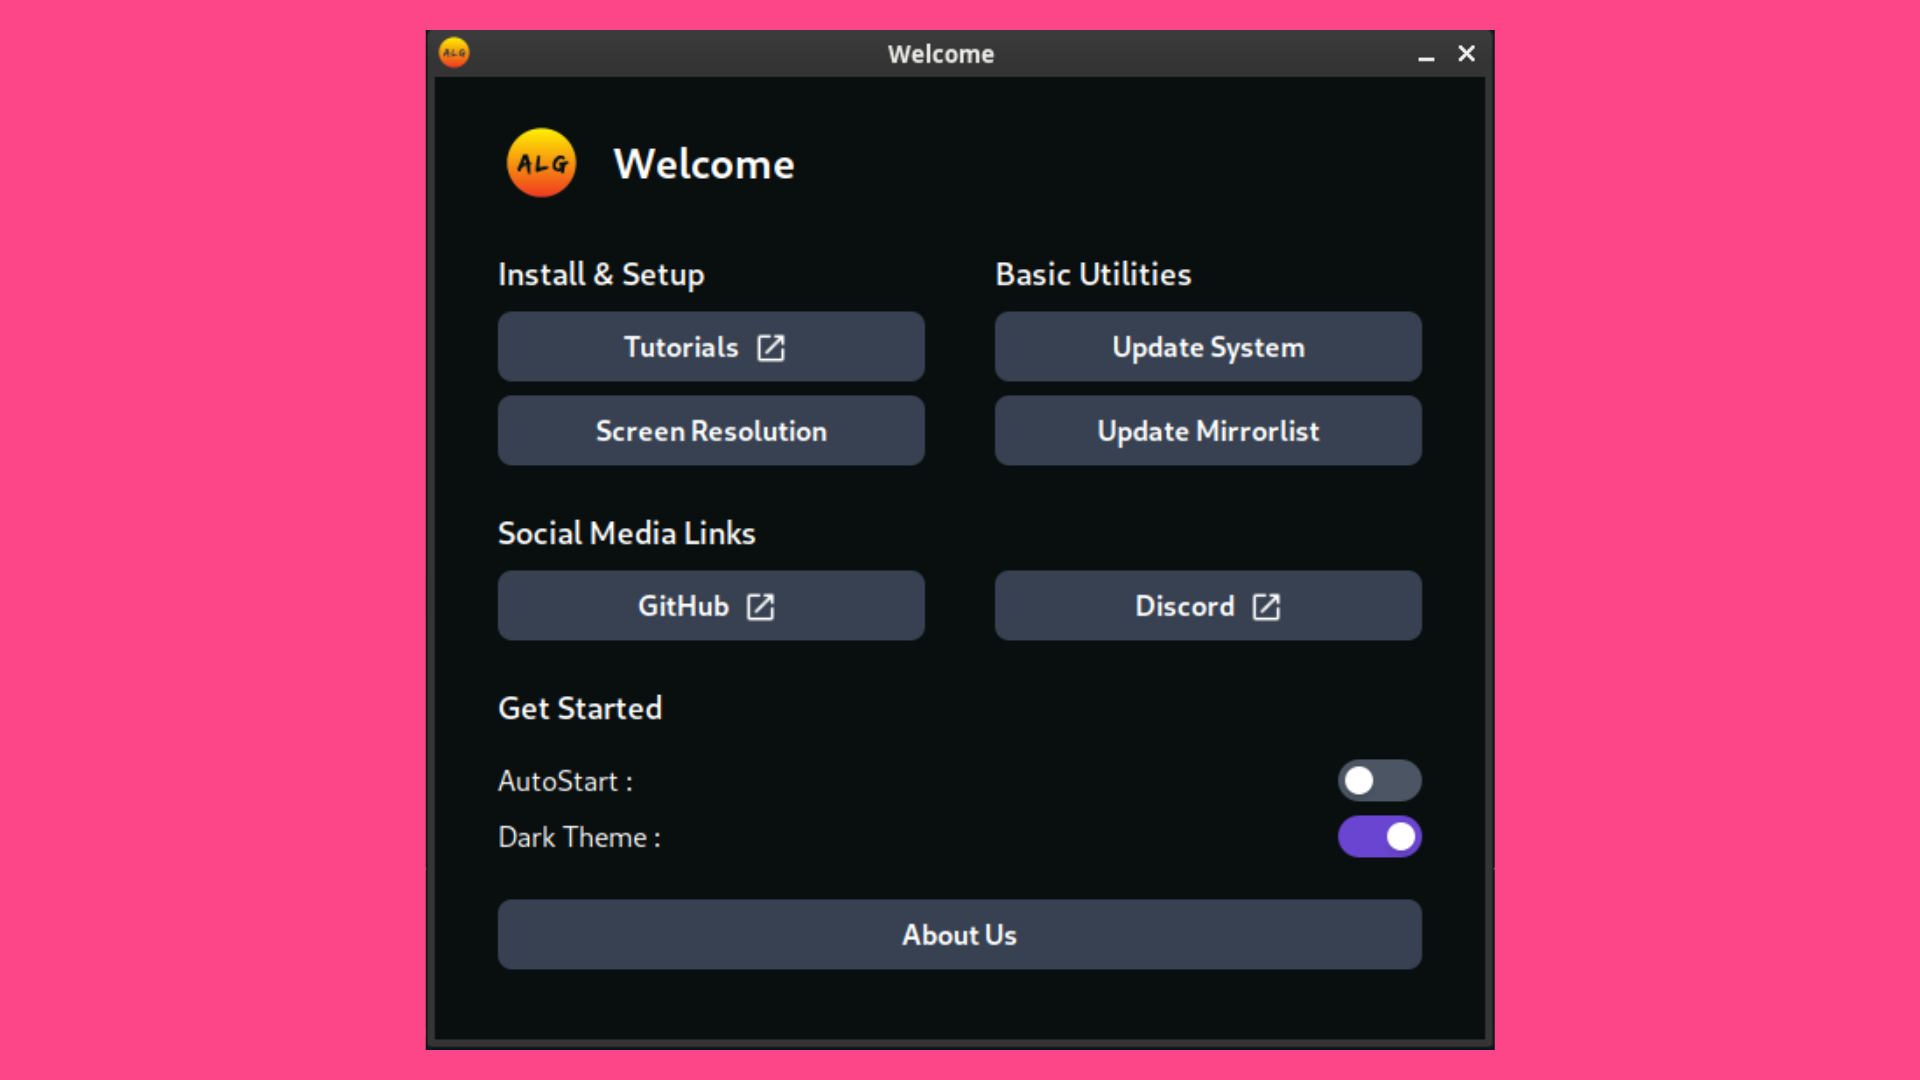 ALG
Welcome
ALG
Welcome
Install & Setup
Basic Utilities
Tutorials
Update System
Screen Resolution
Update Mirrorlist
Social Media Links
GitHub
Discord
Get Started
AutoStart :
Dark Theme :
About Us